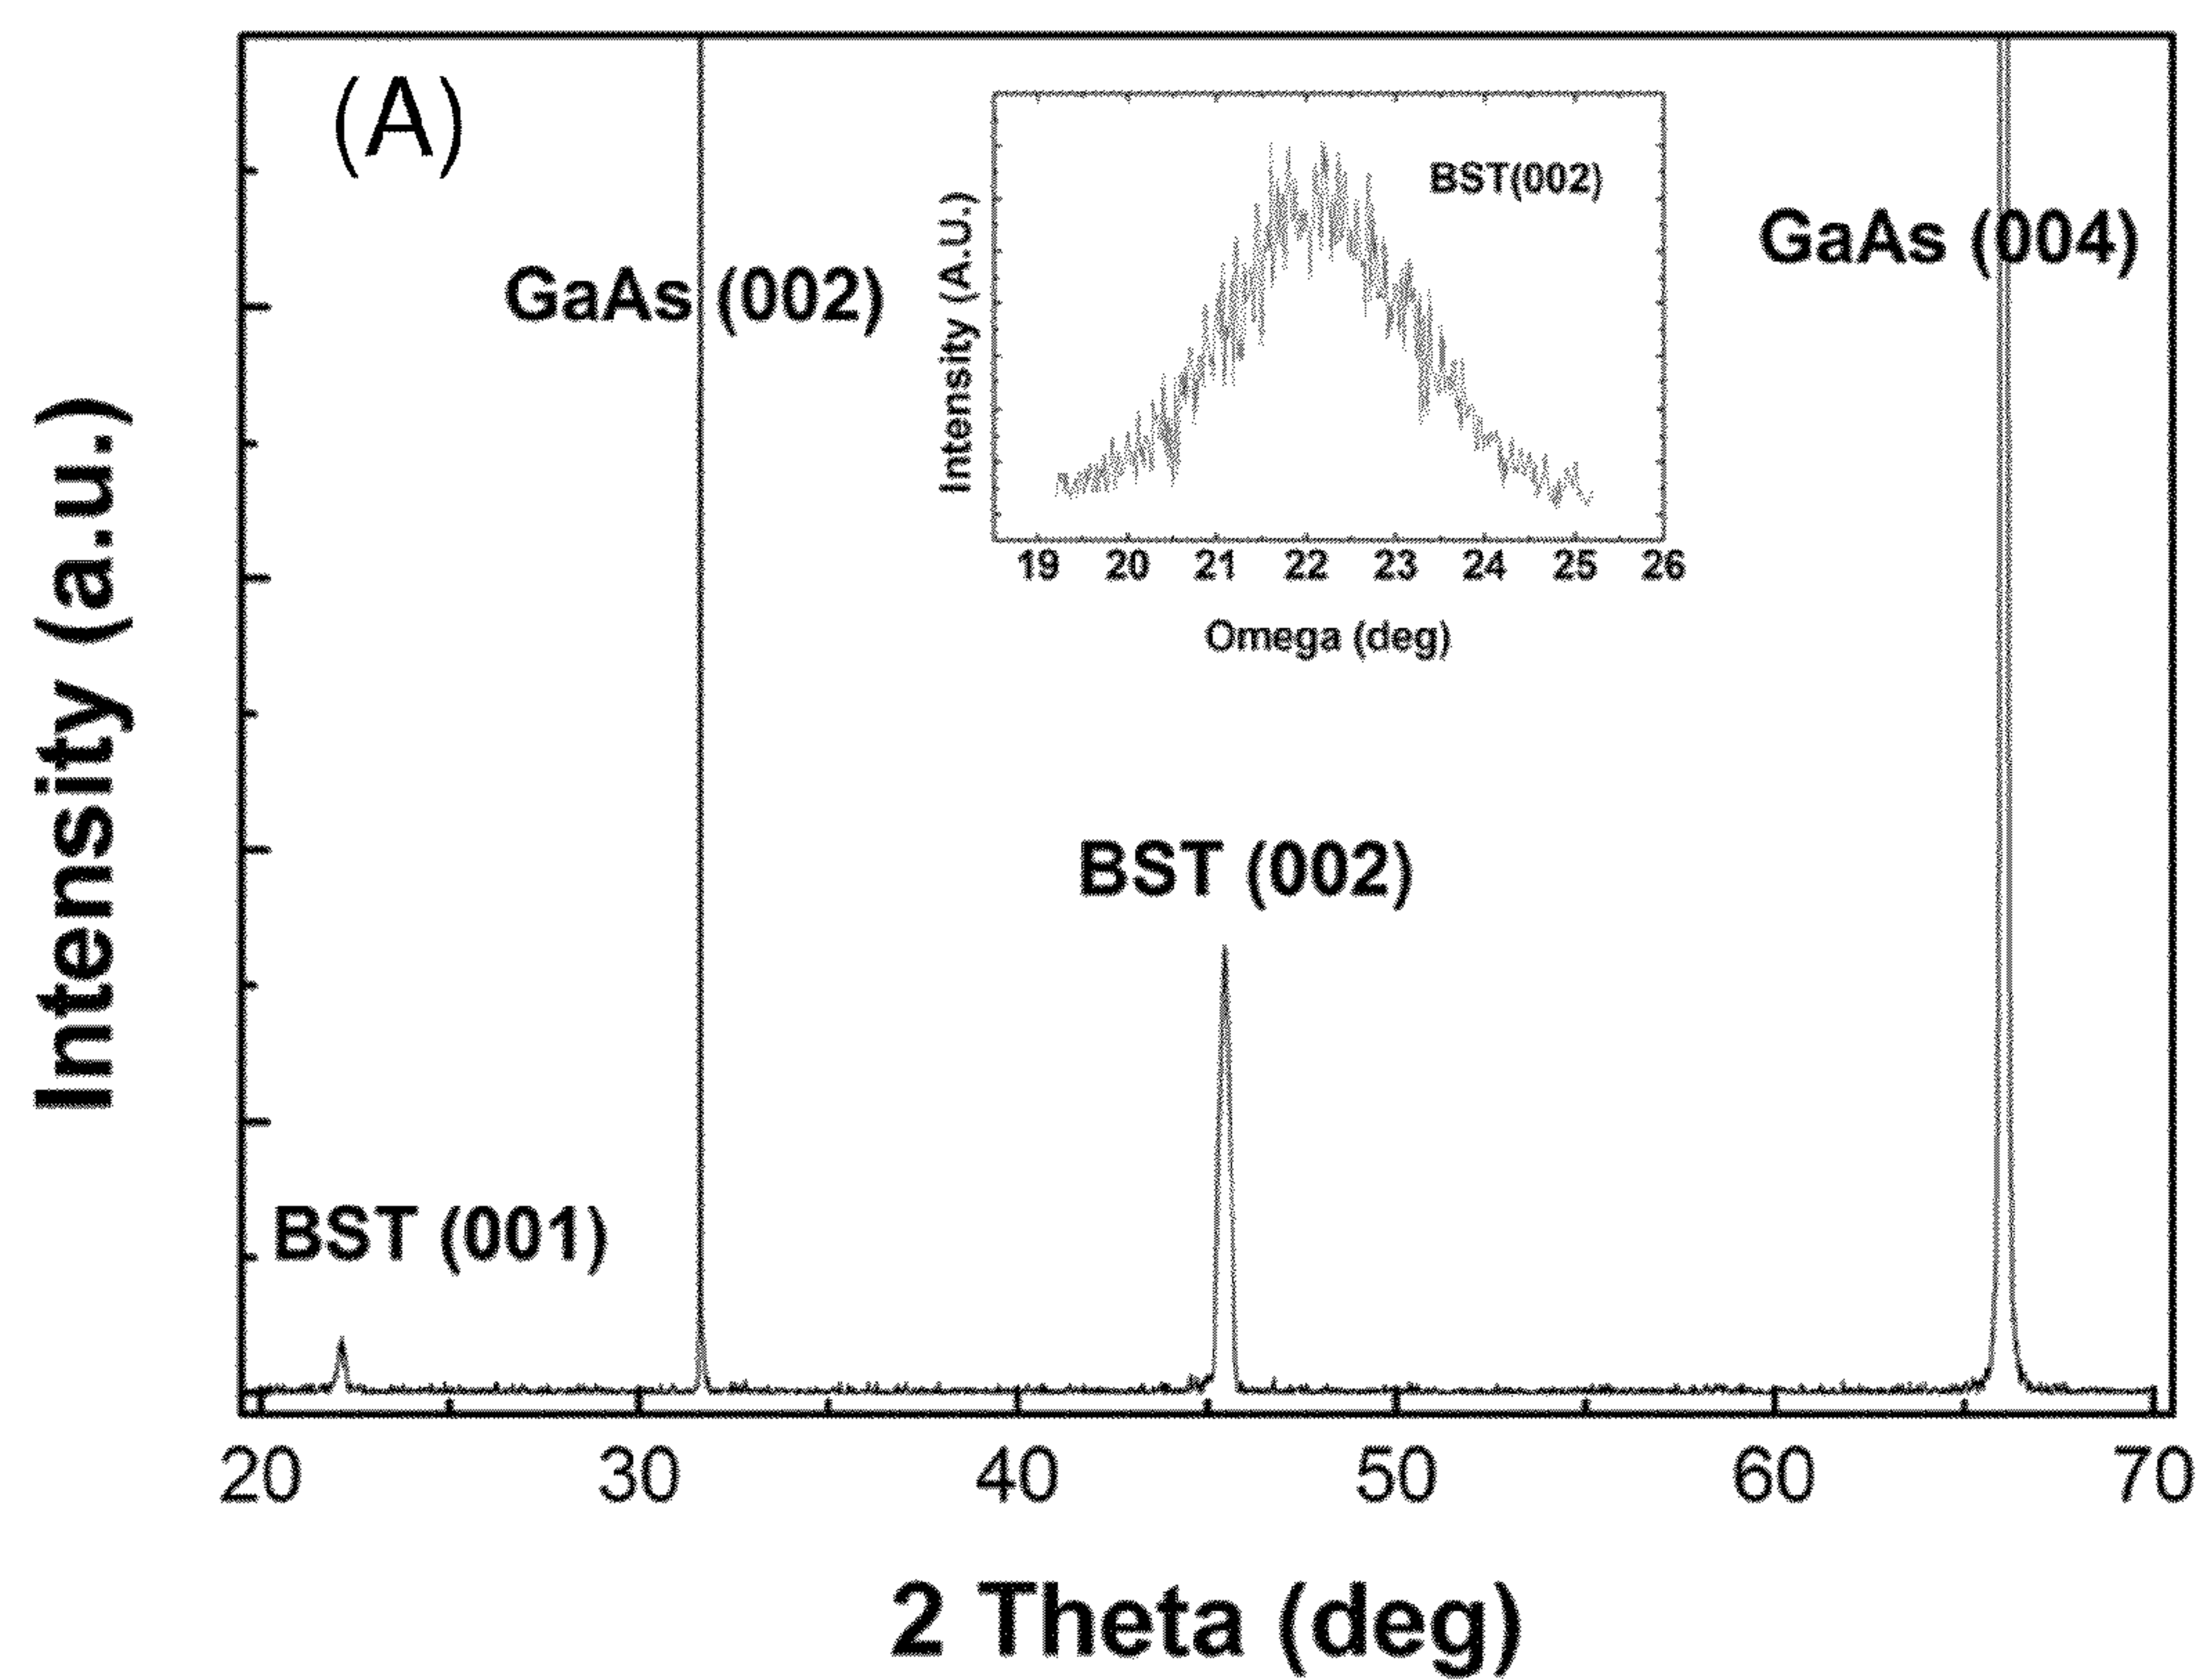 (A)
BST(002)
GaAs (004)
GaAs (002)
Intensity (A.U.)
19 20 21 22 23 24 25 26
Omega (deg)
Intensity (a.u.)
BST (002)
BST (001)
20 30 40 50 60 70
2 Theta (deg)